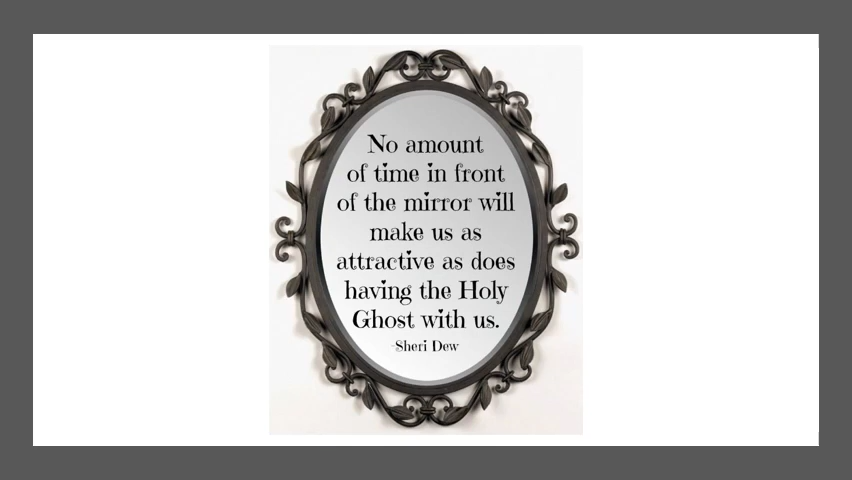 No amount
of time in front
of the mirror will
make us as
attractive as does
having the Holy
Ghost with us.
-Sheri Dew